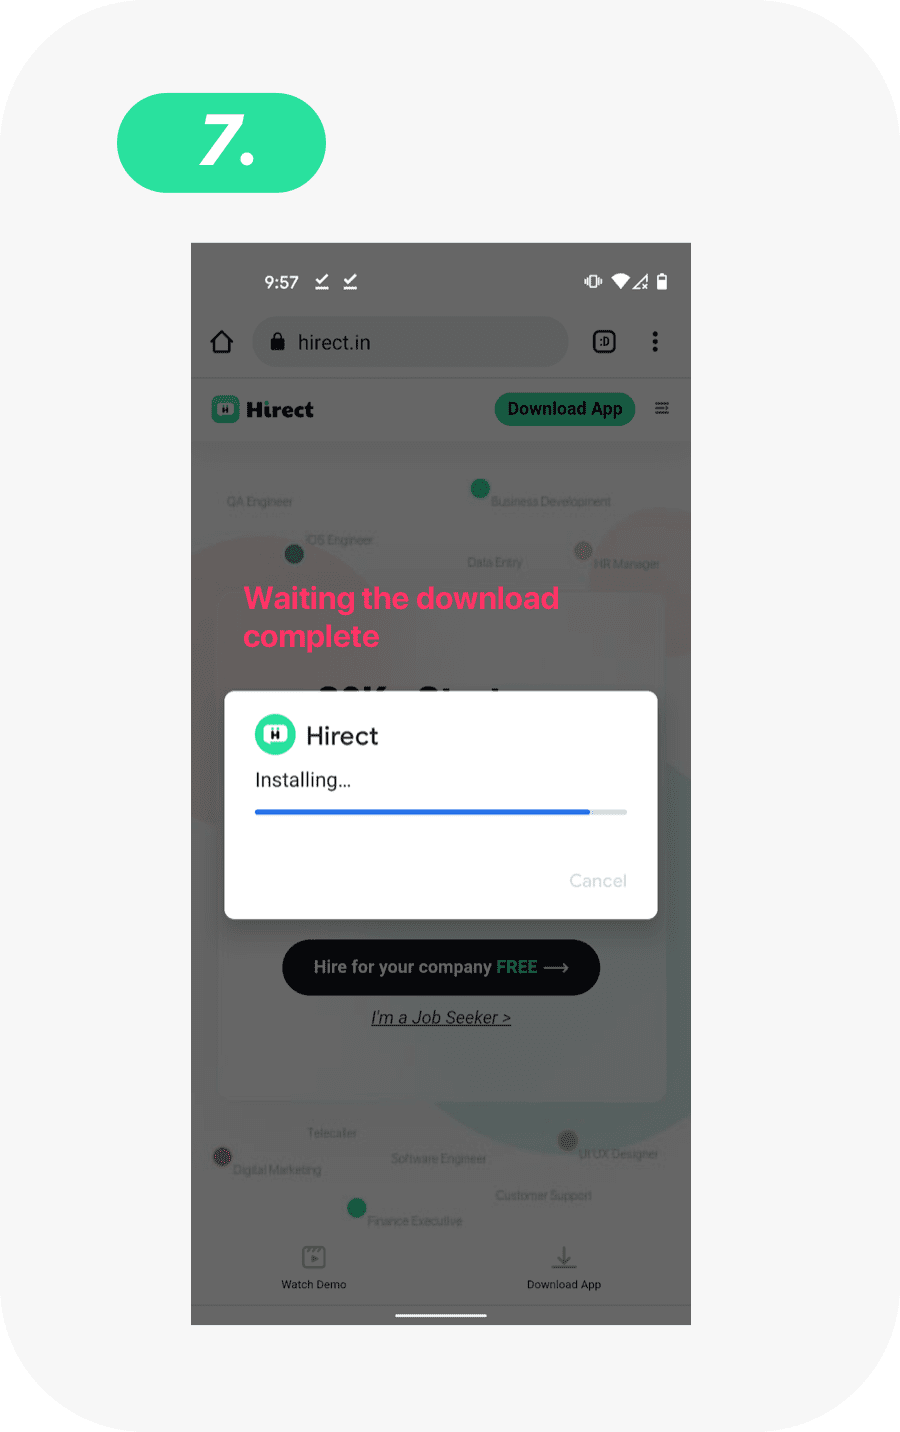 7.
9:57
hirect.in
:D
Hirect
Download App
QA Engineer
Business Development
iOS Engineer
Data Entry
HR Manager
Waiting the download
complete
Hirect
Installing...
Cancel
Hire for your company FREE
I'm a Job Seeker >
Telecaller
Digital Marketing
Software Engineer
UI UX Designer
Customer Support
Finance Executive
Watch Demo
Download App